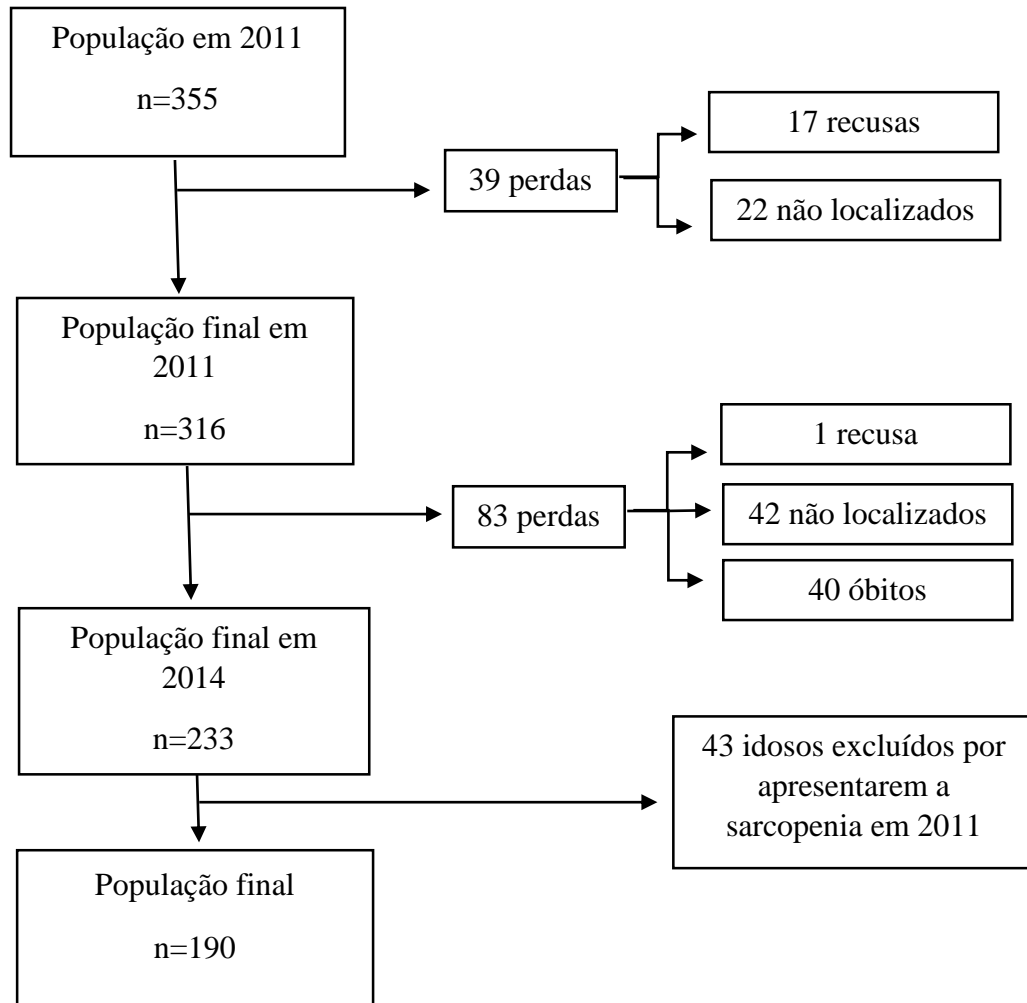 População em 2011
n=355
17 recusas
39 perdas
22 não localizados
População final em
2011
n=316
1 recusa
83 perdas
42 não localizados
40 óbitos
População final em
2014
n=233
43 idosos excluídos por
apresentarem a
sarcopenia em 2011
População final
n=190